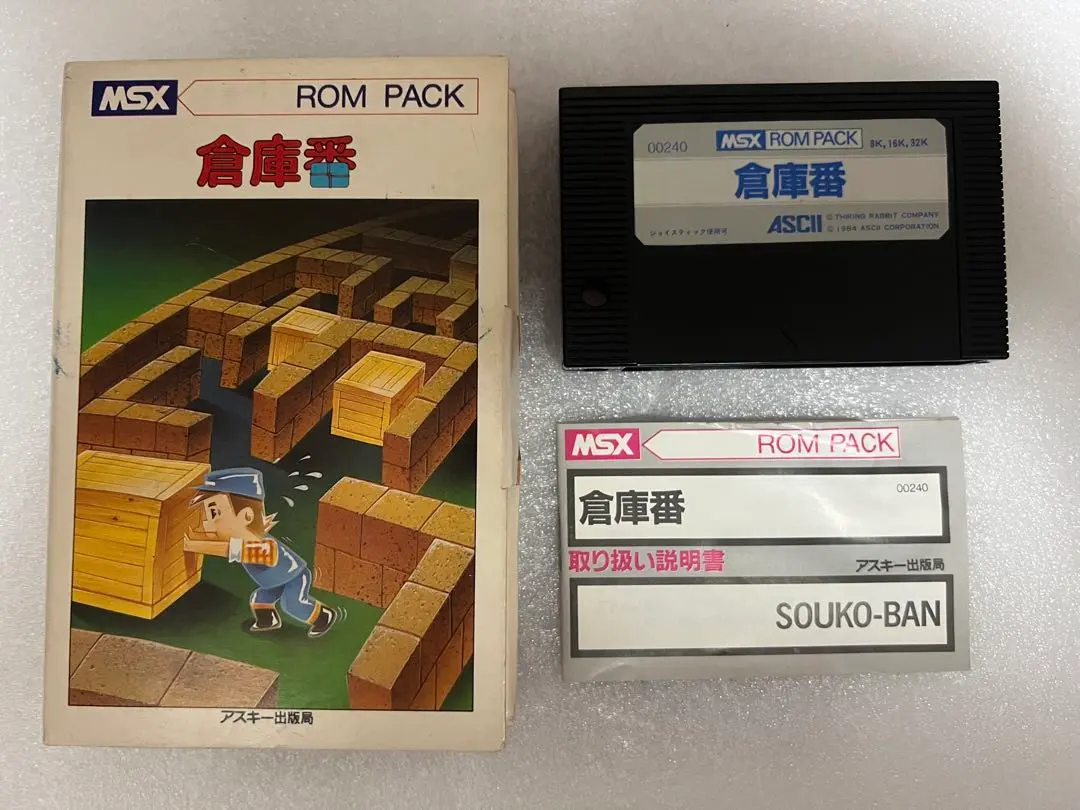 MSX ROM PACK
倉庫番
アスキー出版局
00240 MSX ROM PACK 8K, 16K, 32K
倉庫番
ジョイスティック使用可 ASCII © THIKING RABBIT COMPANY
© 1984 ASCII CORPORATION
MSX ROM PACK
倉庫番 00240
取り扱い説明書 アスキー出版局
SOUKO-BAN